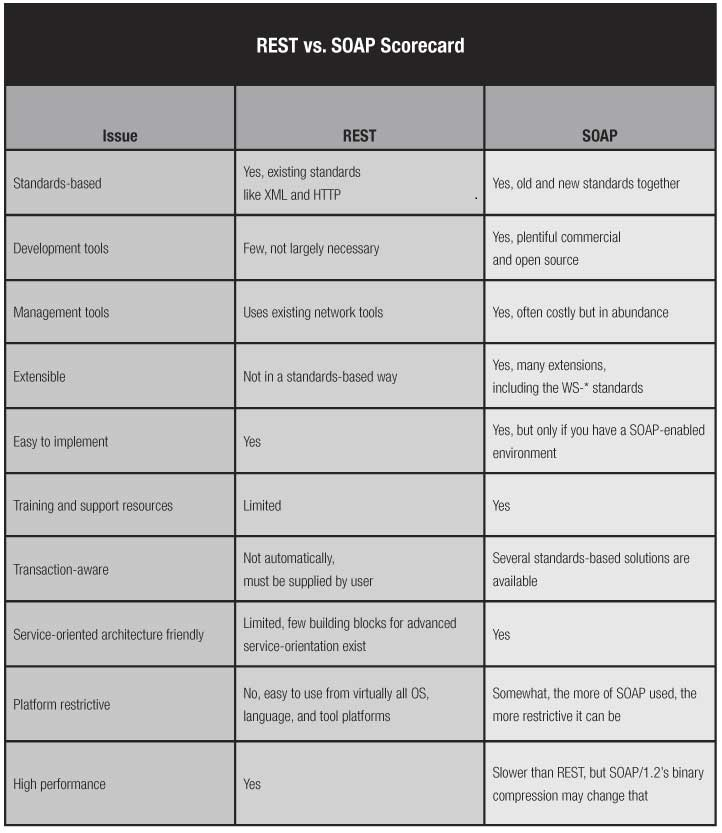 REST vs. SOAP Scorecard
Issue
REST
SOAP
Standards-based
Yes, existing standards
like XML and HTTP
.
Yes, old and new standards together
Development tools
Few, not largely necessary
Yes, plentiful commercial
and open source
Management tools
Uses existing network tools
Yes, often costly but in abundance
Extensible
Not in a standards-based way
Yes, many extensions,
including the WS-* standards
Easy to implement
Yes
Yes, but only if you have a SOAP-enabled
environment
Training and support resources
Limited
Yes
Transaction-aware
Not automatically,
must be supplied by user
Several standards-based solutions are
available
Service-oriented architecture friendly
Limited, few building blocks for advanced
service-orientation exist
Yes
Platform restrictive
No, easy to use from virtually all OS,
language, and tool platforms
Somewhat, the more of SOAP used, the
more restrictive it can be
High performance
Yes
Slower than REST, but SOAP/1.2's binary
compression may change that